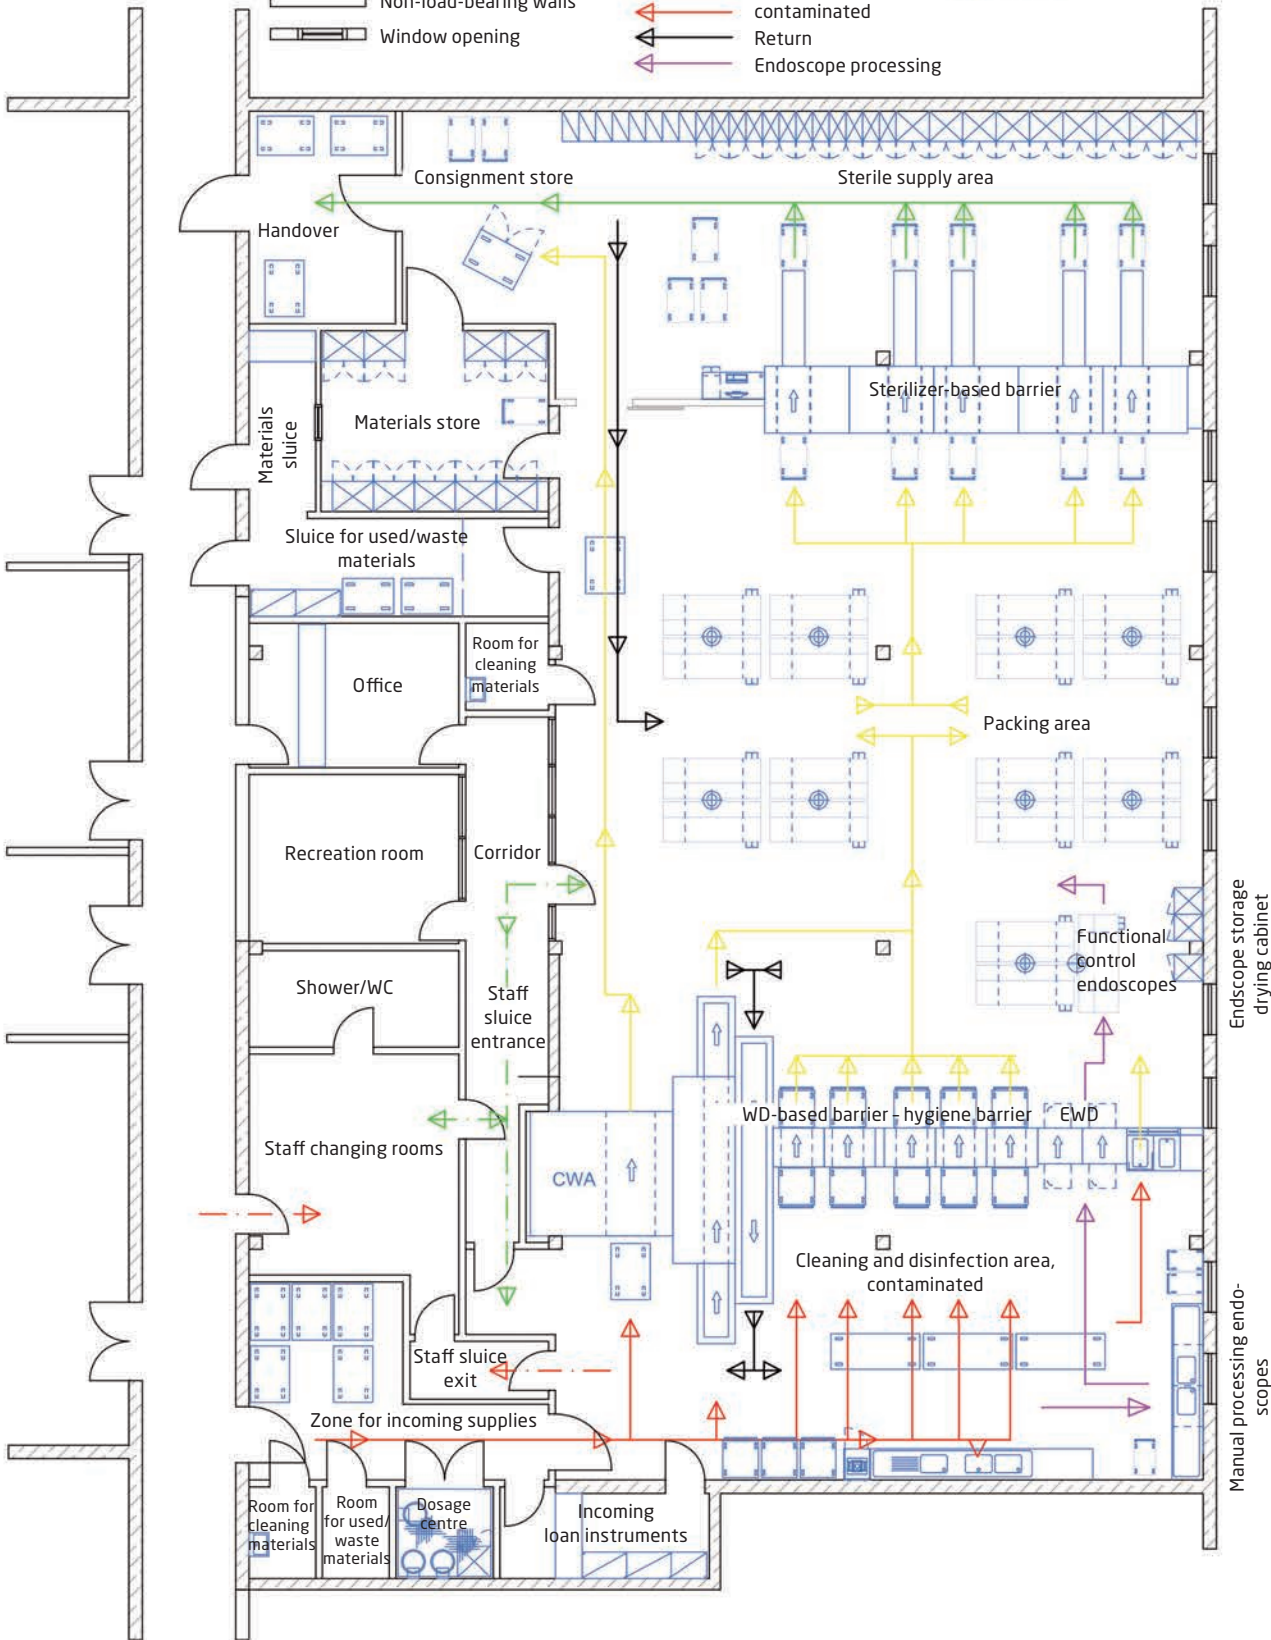 Non-load-bearing walls
Window opening
contaminated
Return
Endoscope processing
Consignment store
Sterile supply area
Handover
Sterilizer-based barrier
Materials store
Materials
sluice
Sluice for used/waste
materials
Room for
cleaning
materials
Office
Packing area
Recreation room
Corridor
Endscope storage
drying cabinet
Functional
control
endoscopes
Shower/WC
Staff
sluice
entrance
WD-based barrier – hygiene barrier
EWD
Staff changing rooms
CWA
Cleaning and disinfection area,
contaminated
Manual processing endo-
scopes
Staff sluice
exit
Zone for incoming supplies
Room for
cleaning
materials
Room
for used/
waste
materials
Dosage
centre
Incoming
loan instruments